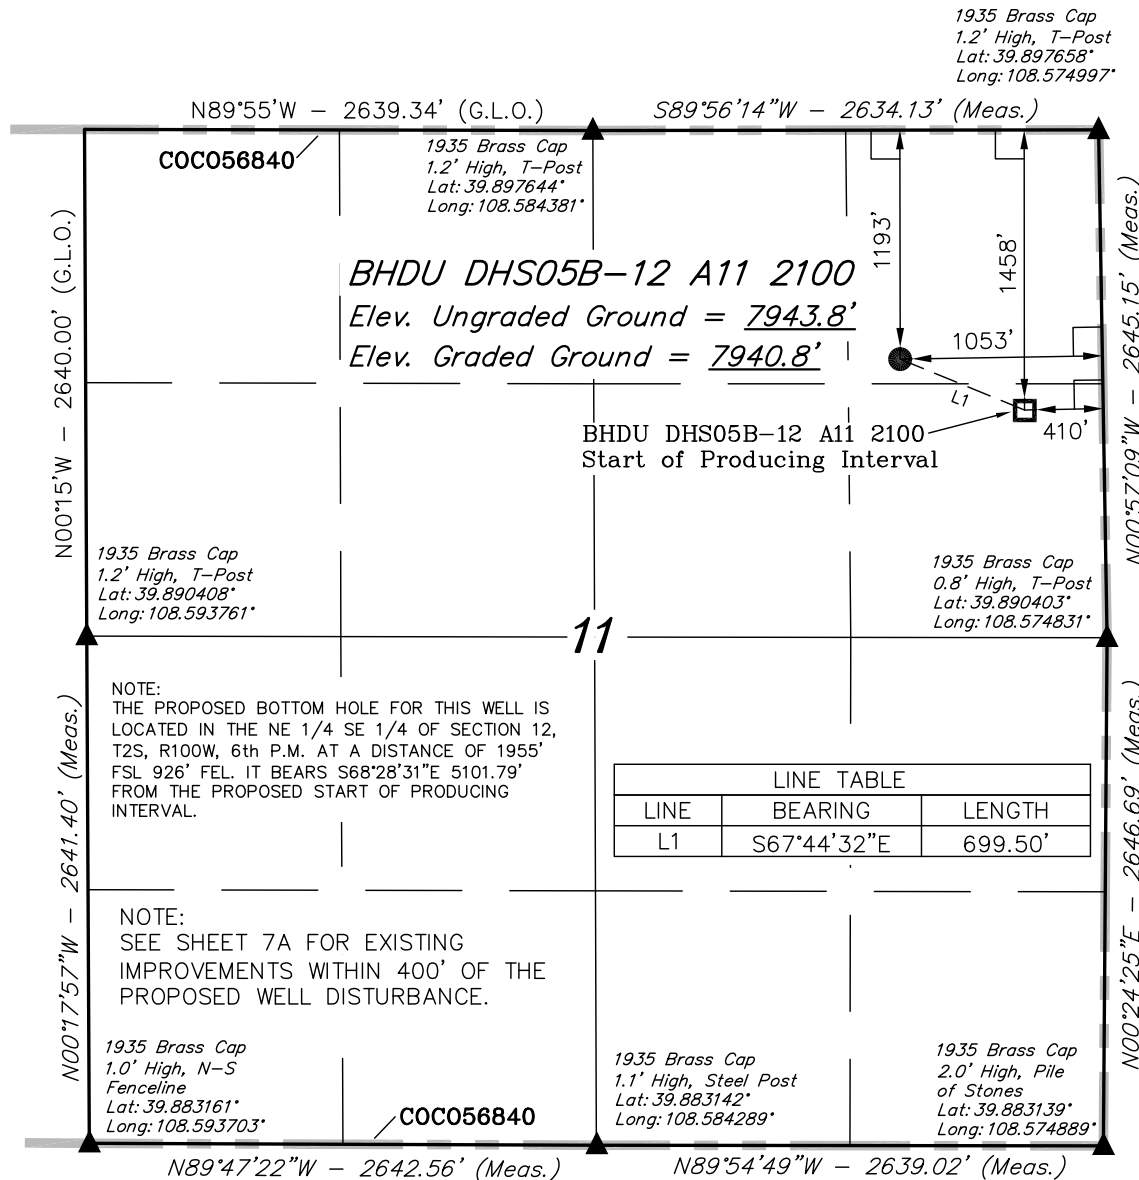 1935 Brass Cap
1.2' High, T-Post
Lat: 39.897658°
Long: 108.574997°
N89°55'W - 2639.34' (G.L.O.)
S89°56'14"W - 2634.13' (Meas.)
COCO56840
1935 Brass Cap
1.2' High, T-Post
Lat: 39.897644°
Long: 108.584381°
N00°15'W - 2640.00' (G.L.O.)
1193'
1458'
N00°57'09"W - 2645.15' (Meas.)
BHDU DHS05B-12 A11 2100
Elev. Ungraded Ground = 7943.8'
Elev. Graded Ground = 7940.8'
1053'
L1
410'
BHDU DHS05B-12 A11 2100
Start of Producing Interval
1935 Brass Cap
1.2' High, T-Post
Lat: 39.890408°
Long: 108.593761°
1935 Brass Cap
0.8' High, T-Post
Lat: 39.890403°
Long: 108.574831°
11
NOTE:
THE PROPOSED BOTTOM HOLE FOR THIS WELL IS
LOCATED IN THE NE 1/4 SE 1/4 OF SECTION 12,
T2S, R100W, 6th P.M. AT A DISTANCE OF 1955'
FSL 926' FEL. IT BEARS S68°28'31"E 5101.79'
FROM THE PROPOSED START OF PRODUCING
INTERVAL.
LINE TABLE
LINE BEARING LENGTH
L1 S67°44'32"E 699.50'
N00°17'57"W - 2641.40' (Meas.)
N00°24'25"E - 2646.69' (Meas.)
NOTE:
SEE SHEET 7A FOR EXISTING
IMPROVEMENTS WITHIN 400' OF THE
PROPOSED WELL DISTURBANCE.
1935 Brass Cap
1.0' High, N-S
Fenceline
Lat: 39.883161°
Long: 108.593703°
COCO56840
1935 Brass Cap
1.1' High, Steel Post
Lat: 39.883142°
Long: 108.584289°
1935 Brass Cap
2.0' High, Pile
of Stones
Lat: 39.883139°
Long: 108.574889°
N89°47'22"W - 2642.56' (Meas.)
N89°54'49"W - 2639.02' (Meas.)